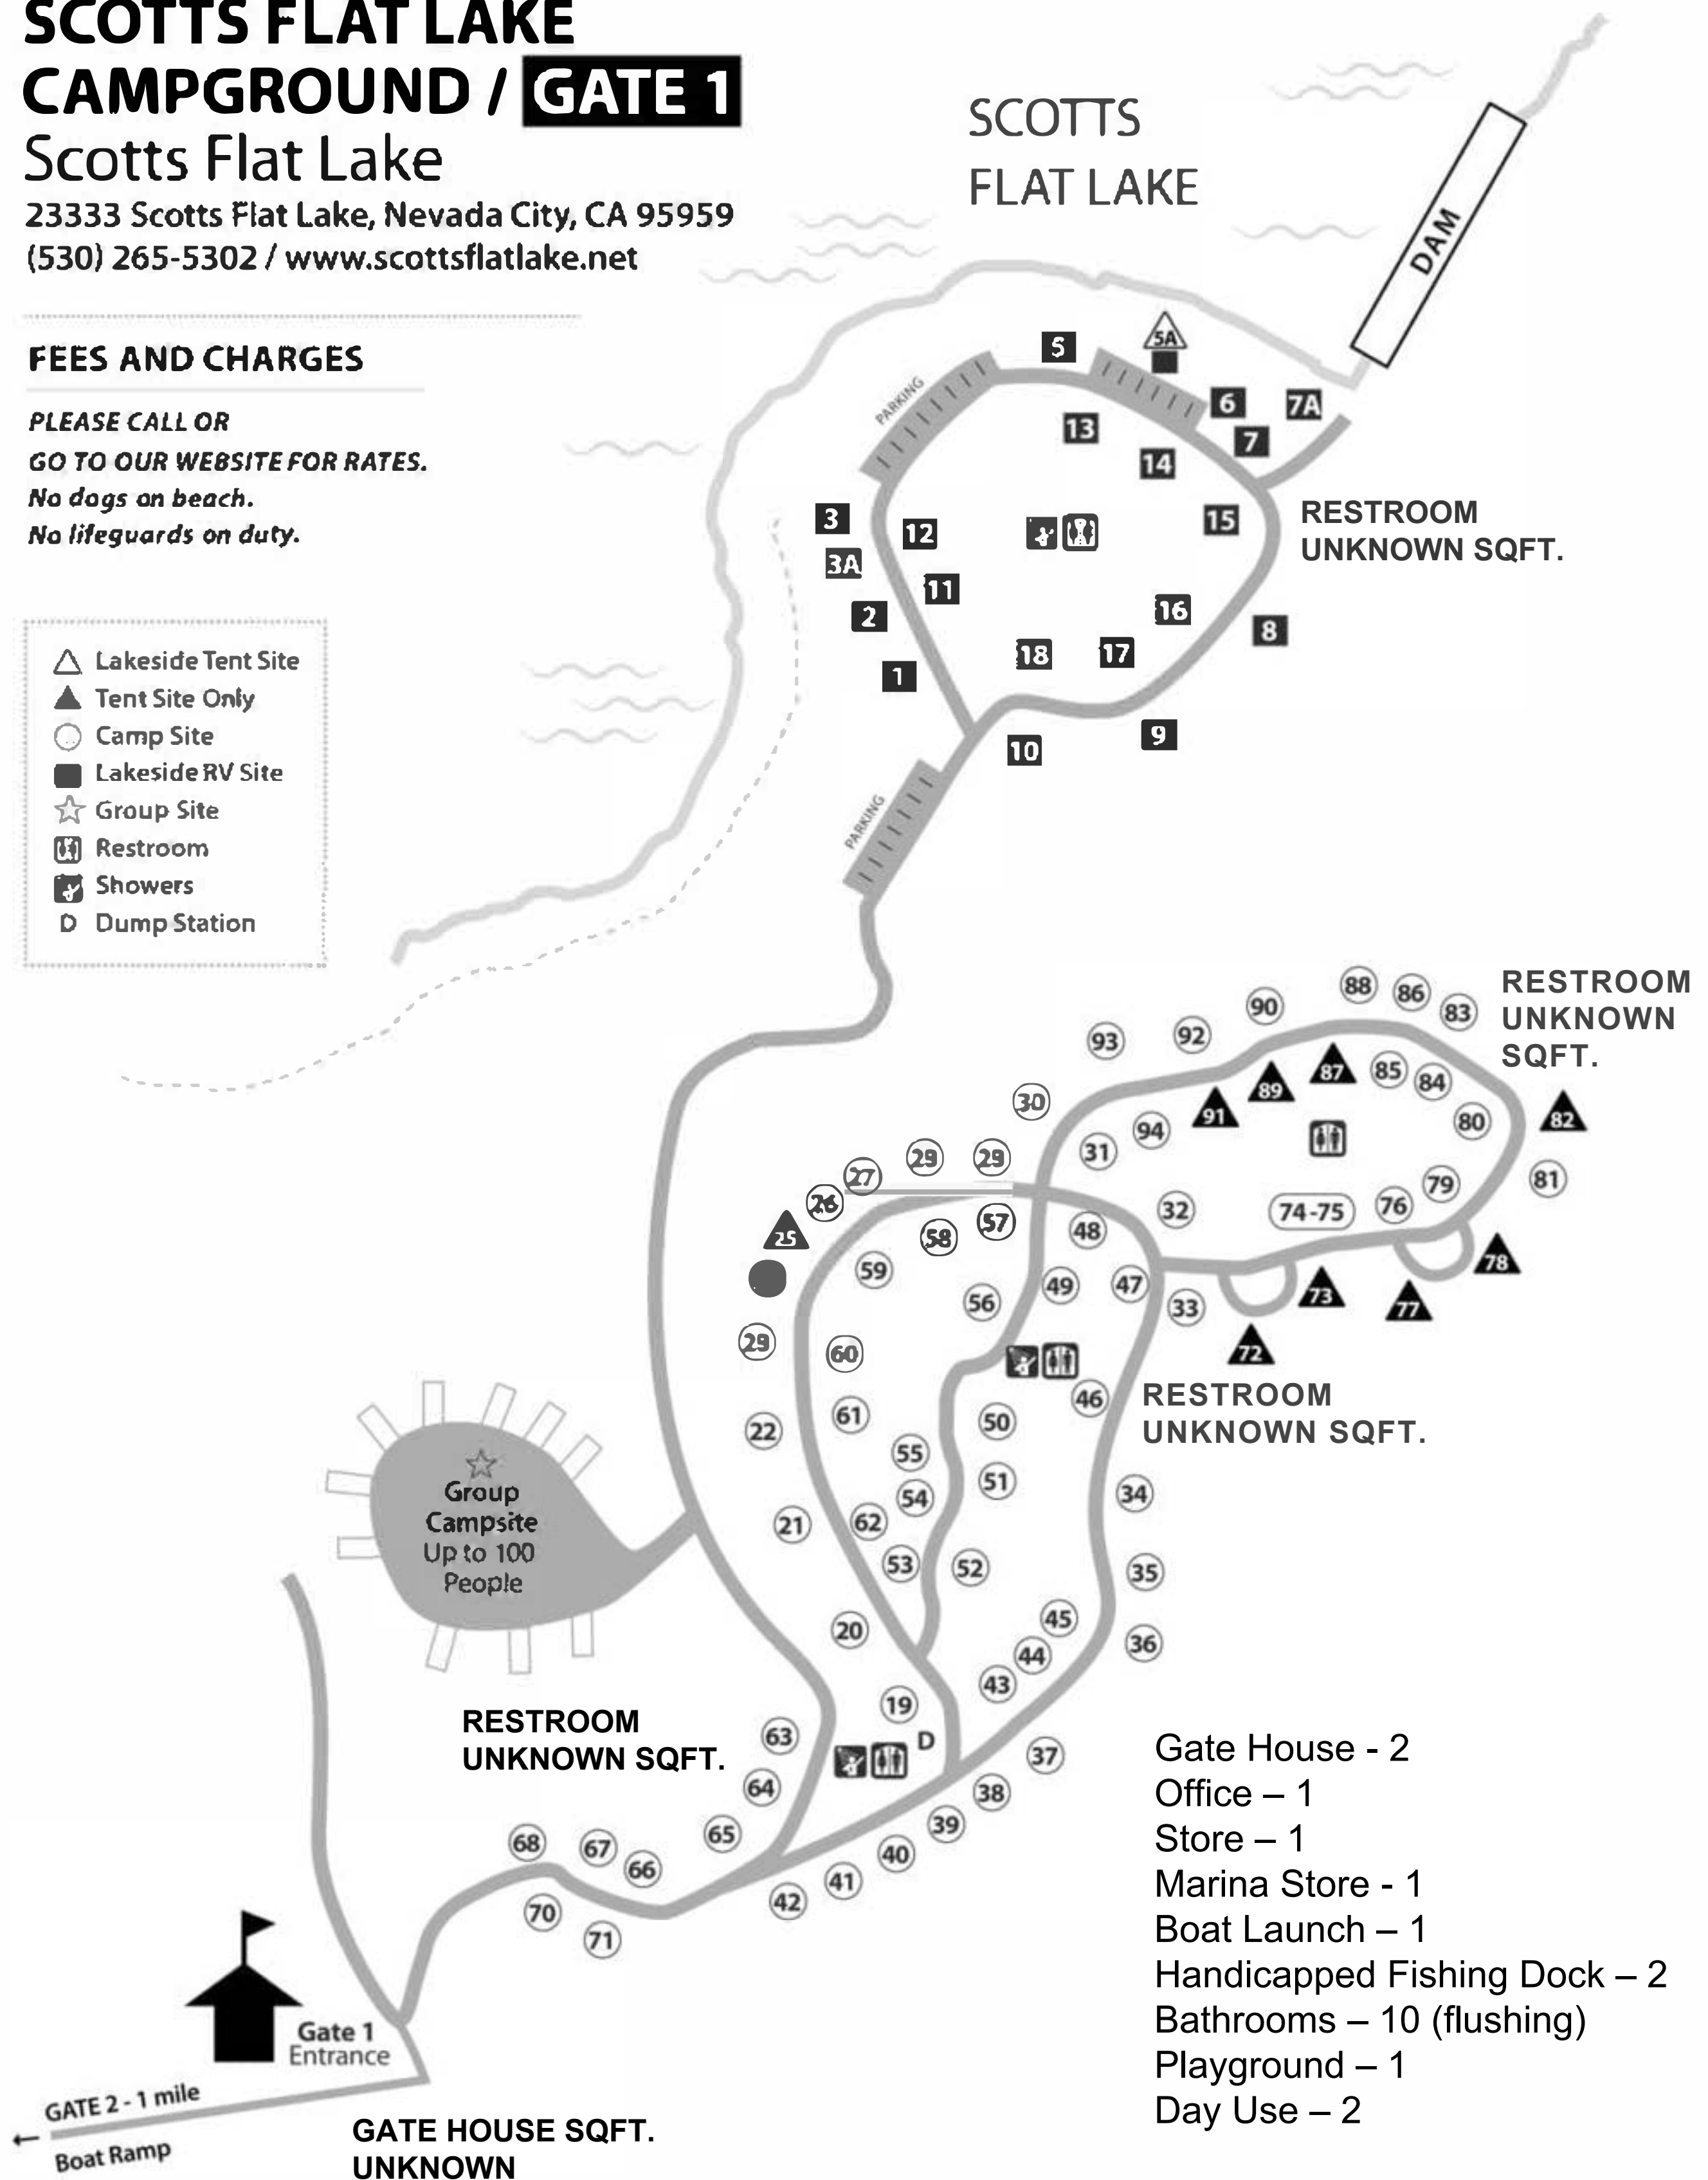 SCOTTS FLAT LAKE
CAMPGROUND / GATE 1
Scotts Flat Lake
23333 Scotts Flat Lake, Nevada City, CA 95959
(530) 265-5302 / www.scottsflatlake.net
FEES AND CHARGES
PLEASE CALL OR
GO TO OUR WEBSITE FOR RATES.
No dogs on beach.
No lifeguards on duty.
Lakeside Tent Site
Tent Site Only
Camp Site
Lakeside RV Site
Group Site
Restroom
Showers
D Dump Station
SCOTTS
FLAT LAKE
DAM
PARKING
5
5A
6
7A
7
13
14
3
12
15
3A
11
2
16
8
1
18
17
10
9
RESTROOM
UNKNOWN SQFT.
PARKING
RESTROOM
UNKNOWN
SQFT.
88
86
83
90
92
93
87
85
84
89
91
80
82
30
94
31
29
29
27
26
25
79
81
76
74-75
32
48
57
58
59
78
73
77
33
47
49
56
29
60
72
46
RESTROOM
UNKNOWN SQFT.
22
61
50
55
51
54
34
21
62
53
52
35
20
45
36
44
43
19
D
63
64
37
38
65
39
40
68
67
66
41
42
70
71
Group
Campsite
Up to 100
People
RESTROOM
UNKNOWN SQFT.
Gate 1
Entrance
GATE 2 - 1 mile
← Boat Ramp
GATE HOUSE SQFT.
UNKNOWN
Gate House - 2
Office – 1
Store – 1
Marina Store - 1
Boat Launch – 1
Handicapped Fishing Dock – 2
Bathrooms – 10 (flushing)
Playground – 1
Day Use – 2